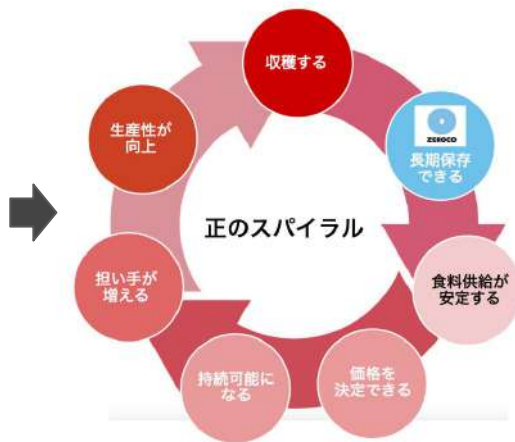 収穫する
ZEROCO
長期保存
できる
食料供給が
安定する
価格を
決定できる
持続可能に
なる
担い手が
増える
生産性が
向上
正のスパイラル